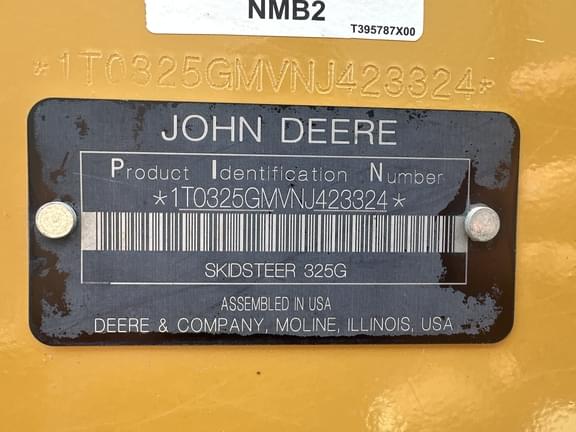 NMB2
T395787X00
*1T0325GMVNJ423324*
JOHN DEERE
Product Identification Number
*1T0325GMVNJ423324*
SKIDSTEER 325G
ASSEMBLED IN USA
DEERE & COMPANY, MOLINE, ILLINOIS, USA